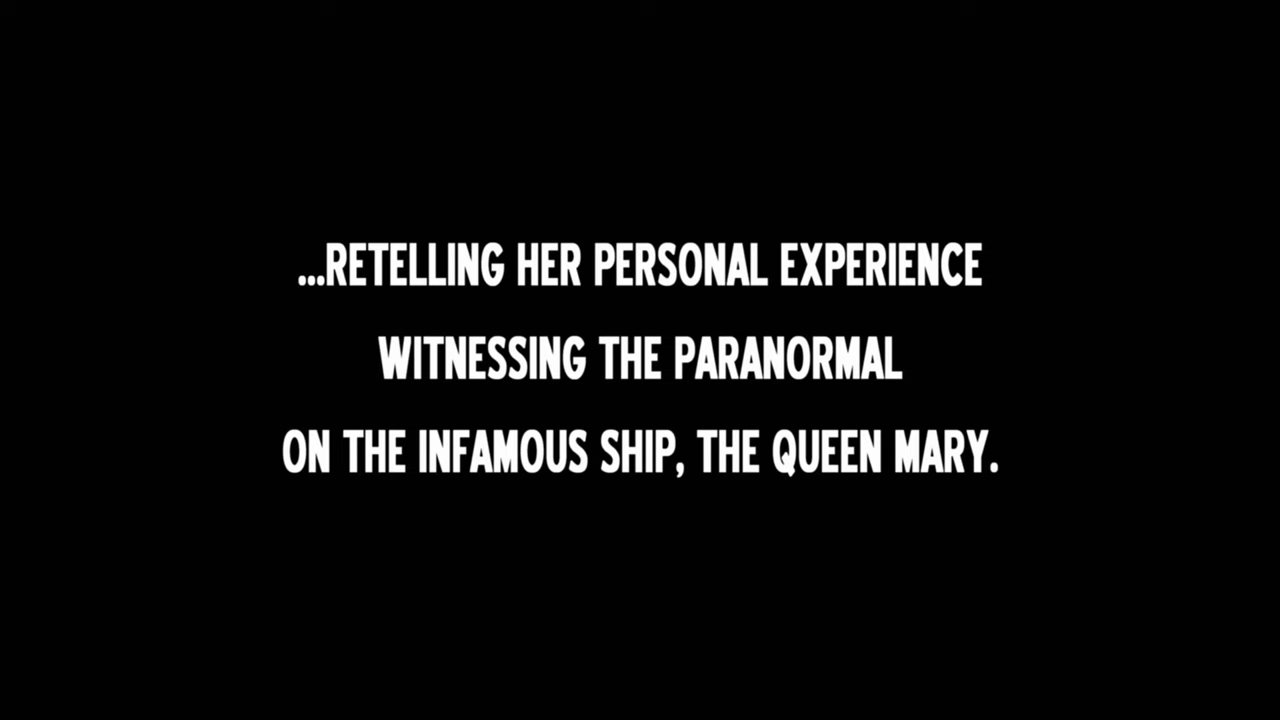 ...RETELLING HER PERSONAL EXPERIENCE
WITNESSING THE PARANORMAL
ON THE INFAMOUS SHIP, THE QUEEN MARY.